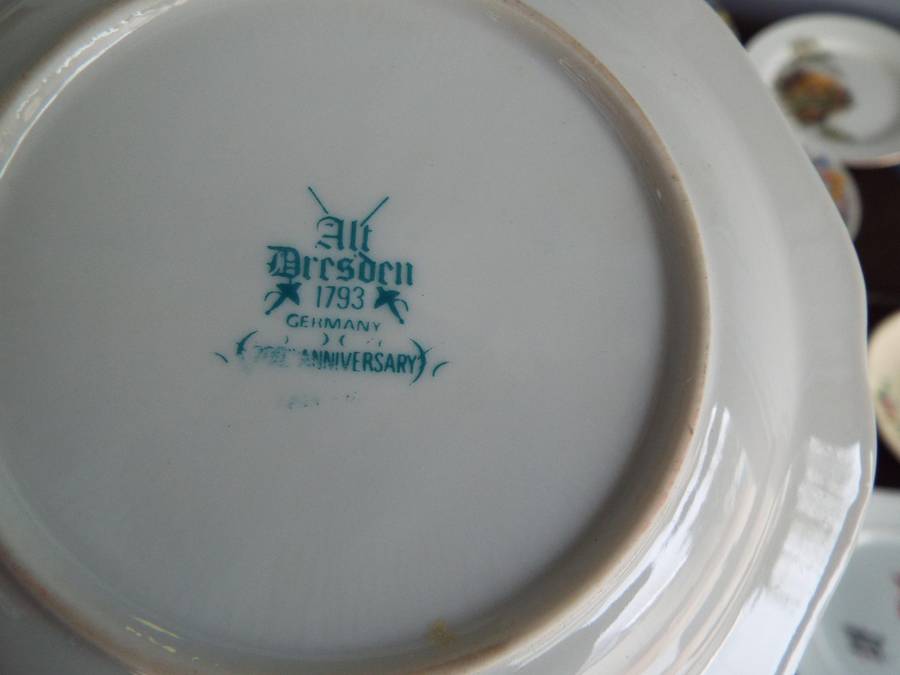 Alt
Dresden
1793
GERMANY
ANNIVERSARY